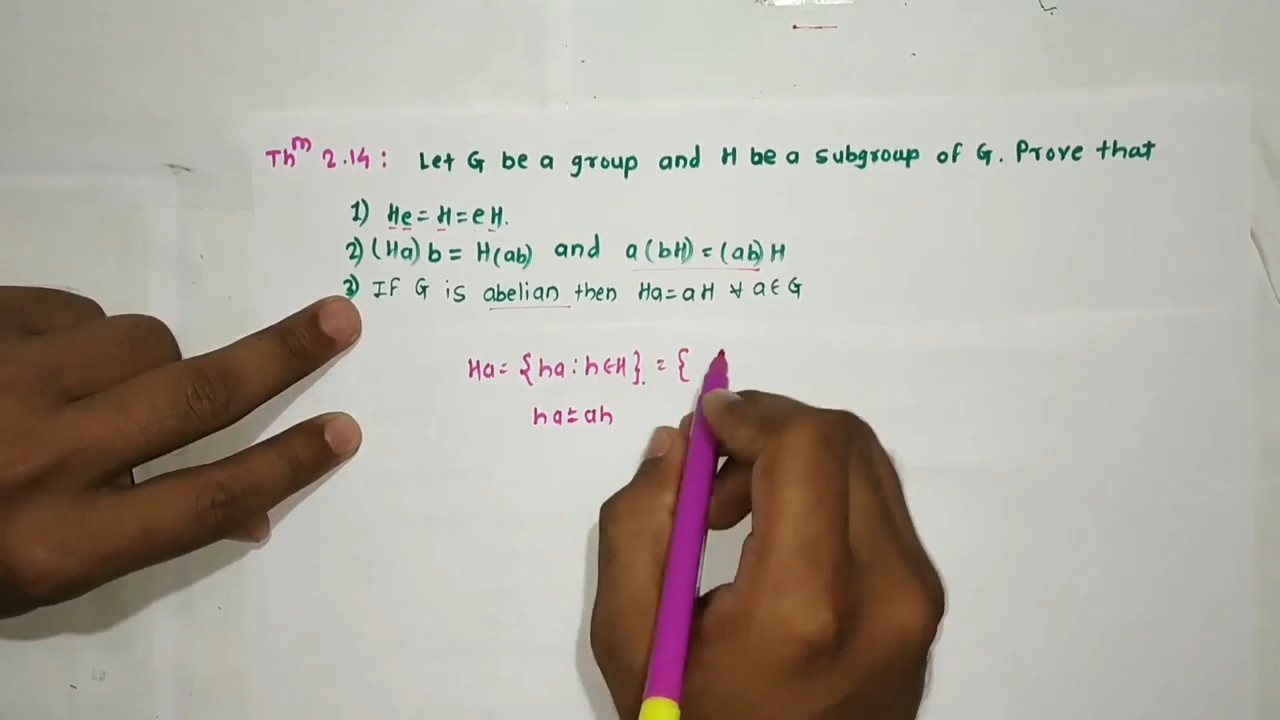 Thm 2.14: Let G be a group and H be a subgroup of G. Prove that
1) He = H = eH.
2) (Ha) b = H(ab) and a(bH) = (ab) H
3) If G is abelian then Ha = aH ∀ a ∈ G
Ha = {ha : h ∈ H}. = {
ha = ah